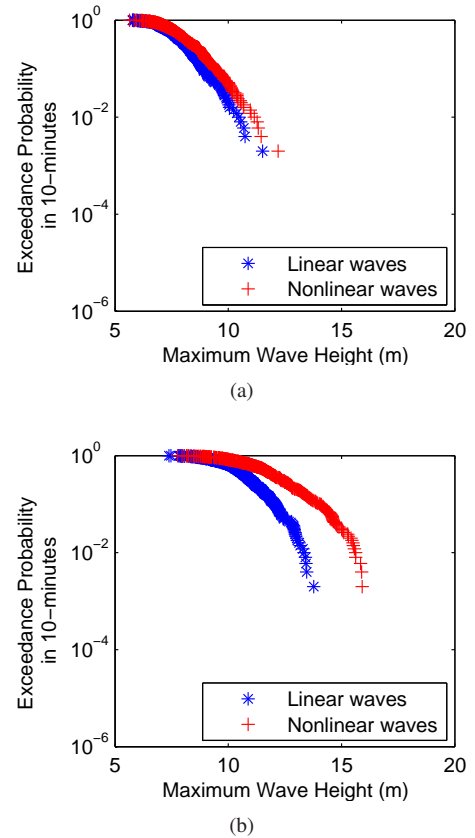 10^0
10^−2
10^−4
10^−6
Exceedance Probability
in 10−minutes
Linear waves
Nonlinear waves
5 10 15 20
Maximum Wave Height (m)
(a)
10^0
10^−2
10^−4
10^−6
Exceedance Probability
in 10−minutes
Linear waves
Nonlinear waves
5 10 15 20
Maximum Wave Height (m)
(b)